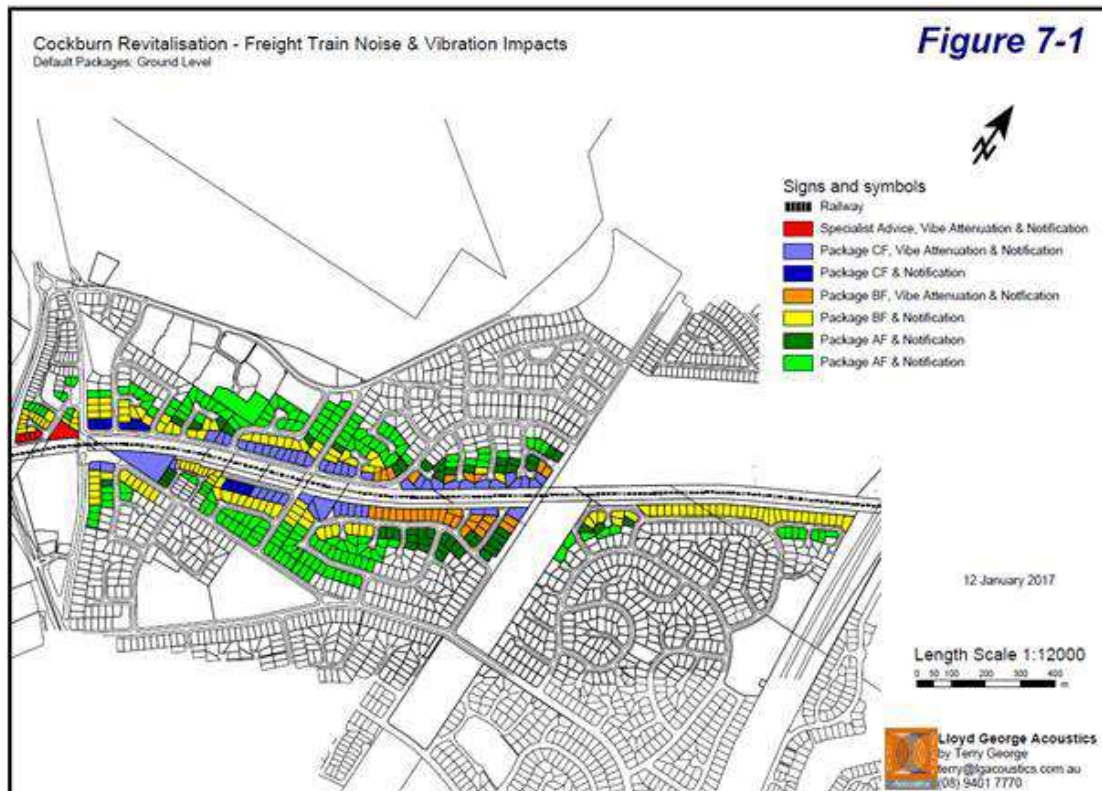 Cockburn Revitalisation - Freight Train Noise & Vibration Impacts
Default Packages: Ground Level
Figure 7-1
N
Signs and symbols
Railway
Specialist Advice, Vibe Attenuation & Notification
Package CF, Vibe Attenuation & Notification
Package CF & Notification
Package BF, Vibe Attenuation & Notfication
Package BF & Notification
Package AF & Notification
Package AF & Notification
12 January 2017
Length Scale 1:12000
0 50 100 200 300 400
m
Lloyd George Acoustics
by Terry George
terry@lgacoustics.com.au
(08) 9401 7770